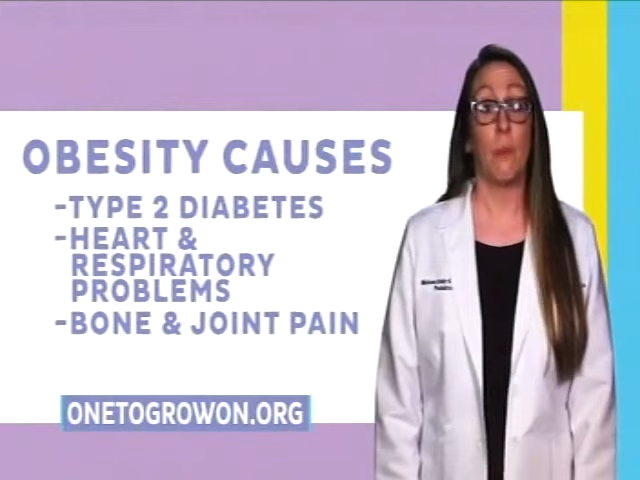 OBESITY CAUSES
-TYPE 2 DIABETES
-HEART &
RESPIRATORY
PROBLEMS
-BONE & JOINT PAIN
ONETOGROWON.ORG